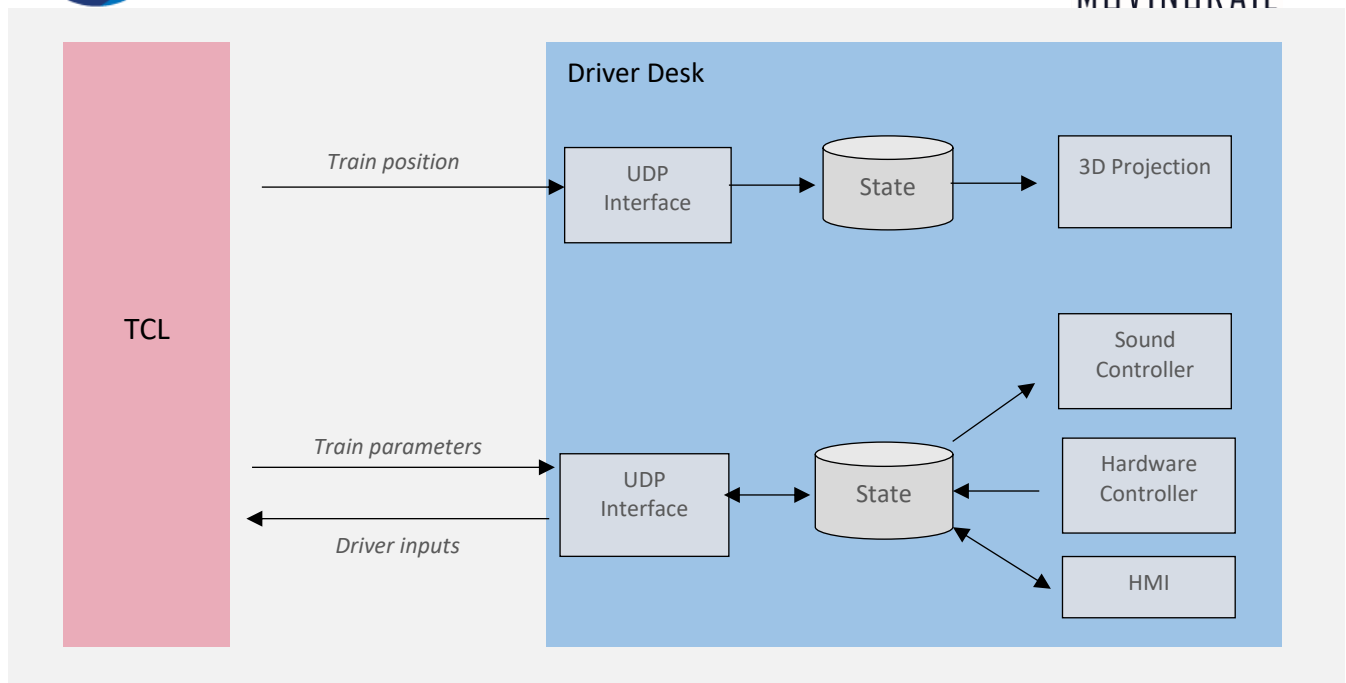 Driver Desk
Train position
UDP
Interface
State
3D Projection
TCL
Sound
Controller
Train parameters
UDP
Interface
State
Hardware
Controller
Driver inputs
HMI